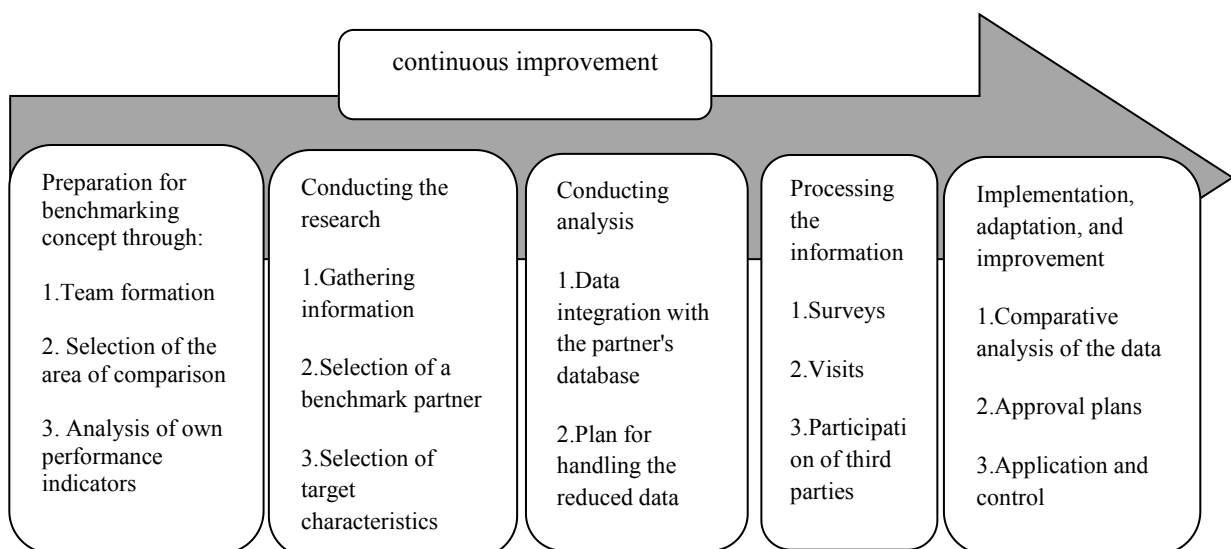 continuous improvement
Preparation for
benchmarking
concept through:
1.Team formation
2. Selection of the
area of comparison
3. Analysis of own
performance
indicators
Conducting the
research
1.Gathering
information
2.Selection of a
benchmark partner
3.Selection of
target
characteristics
Conducting
analysis
1.Data
integration with
the partner's
database
2.Plan for
handling the
reduced data
Processing
the
information
1.Surveys
2.Visits
3.Participati
on of third
parties
Implementation,
adaptation, and
improvement
1.Comparative
analysis of the data
2.Approval plans
3.Application and
control